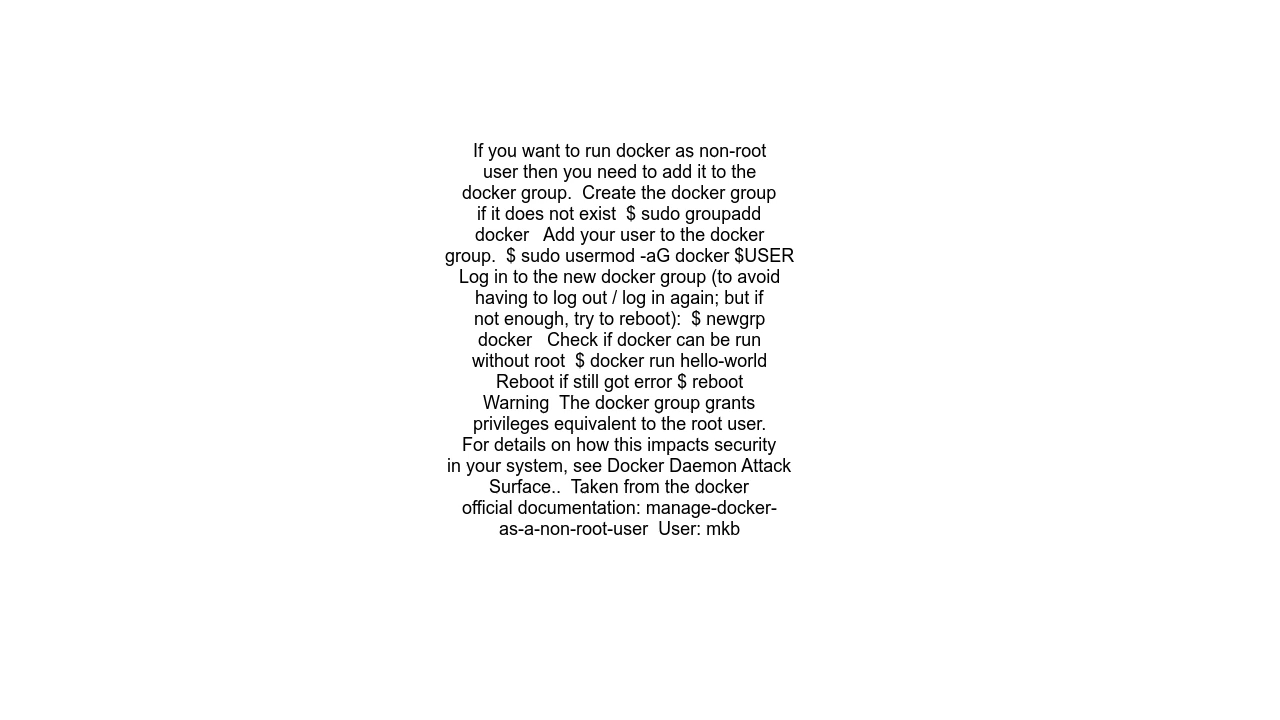 If you want to run docker as non-root
user then you need to add it to the
docker group.  Create the docker group
if it does not exist  $ sudo groupadd
docker   Add your user to the docker
group.  $ sudo usermod -aG docker $USER
Log in to the new docker group (to avoid
having to log out / log in again; but if
not enough, try to reboot):  $ newgrp
docker   Check if docker can be run
without root  $ docker run hello-world
Reboot if still got error $ reboot
Warning  The docker group grants
privileges equivalent to the root user.
For details on how this impacts security
in your system, see Docker Daemon Attack
Surface..  Taken from the docker
official documentation: manage-docker-
as-a-non-root-user  User: mkb